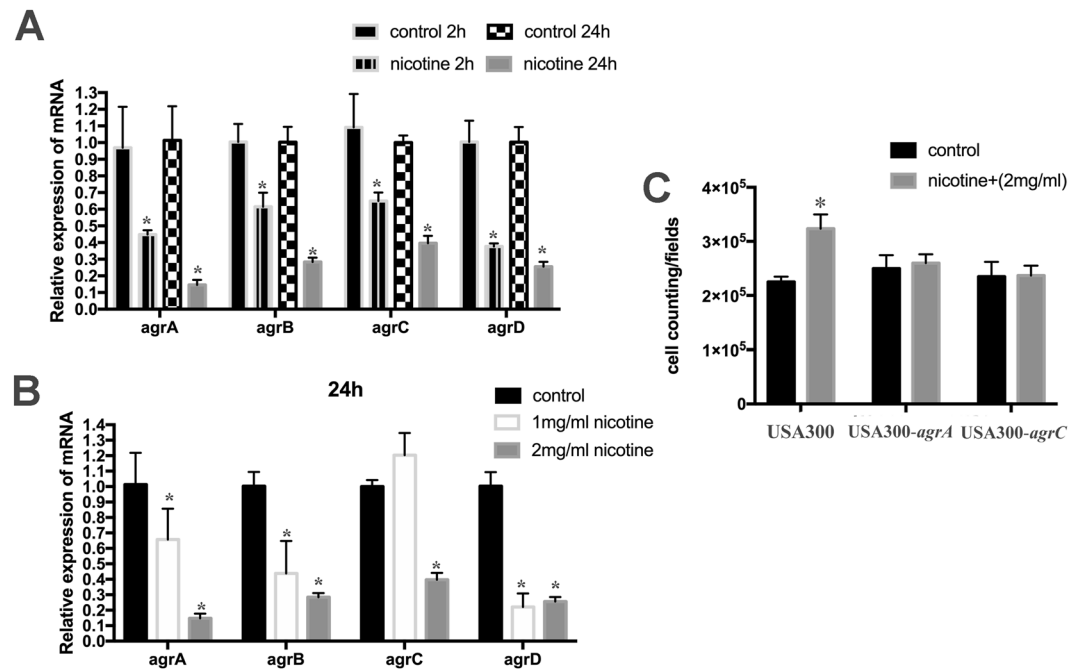 A
control 2h control 24h
nicotine 2h nicotine 24h
Relative expression of mRNA
1.3
1.2
1.1
1.0
0.9
0.8
0.7
0.6
0.5
0.4
0.3
0.2
0.1
0.0
* * * * * * * *
agrA agrB agrC agrD
B
24h
control
1mg/ml nicotine
2mg/ml nicotine
Relative expression of mRNA
1.4
1.2
1.1
1.0
0.9
0.8
0.7
0.6
0.5
0.4
0.3
0.2
0.1
0.0
* * * * * * *
agrA agrB agrC agrD
C
control
nicotine+(2mg/ml)
cell counting/fields
4×10⁵
3×10⁵
2×10⁵
1×10⁵
0
*
USA300 USA300-agrA USA300-agrC